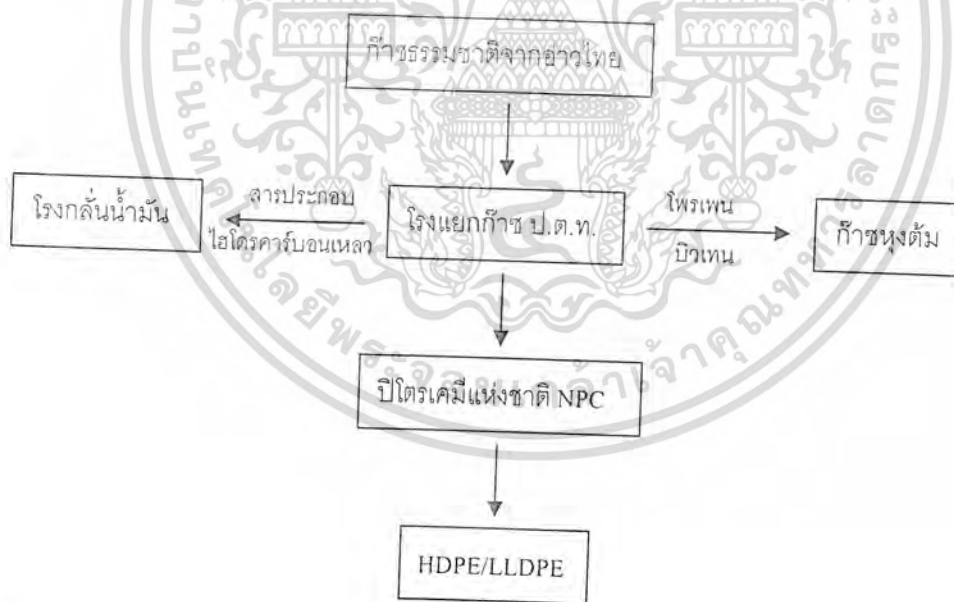 ก๊าซธรรมชาติจากอ่าวไทย
โรงกลั่นน้ำมัน
สารประกอบ
ไฮโดรคาร์บอนเหลว
โรงแยกก๊าซ ป.ต.ท.
โพรเพน
บิวเทน
ก๊าซหุงต้ม
ปิโตรเคมีแห่งชาติ NPC
HDPE/LLDPE